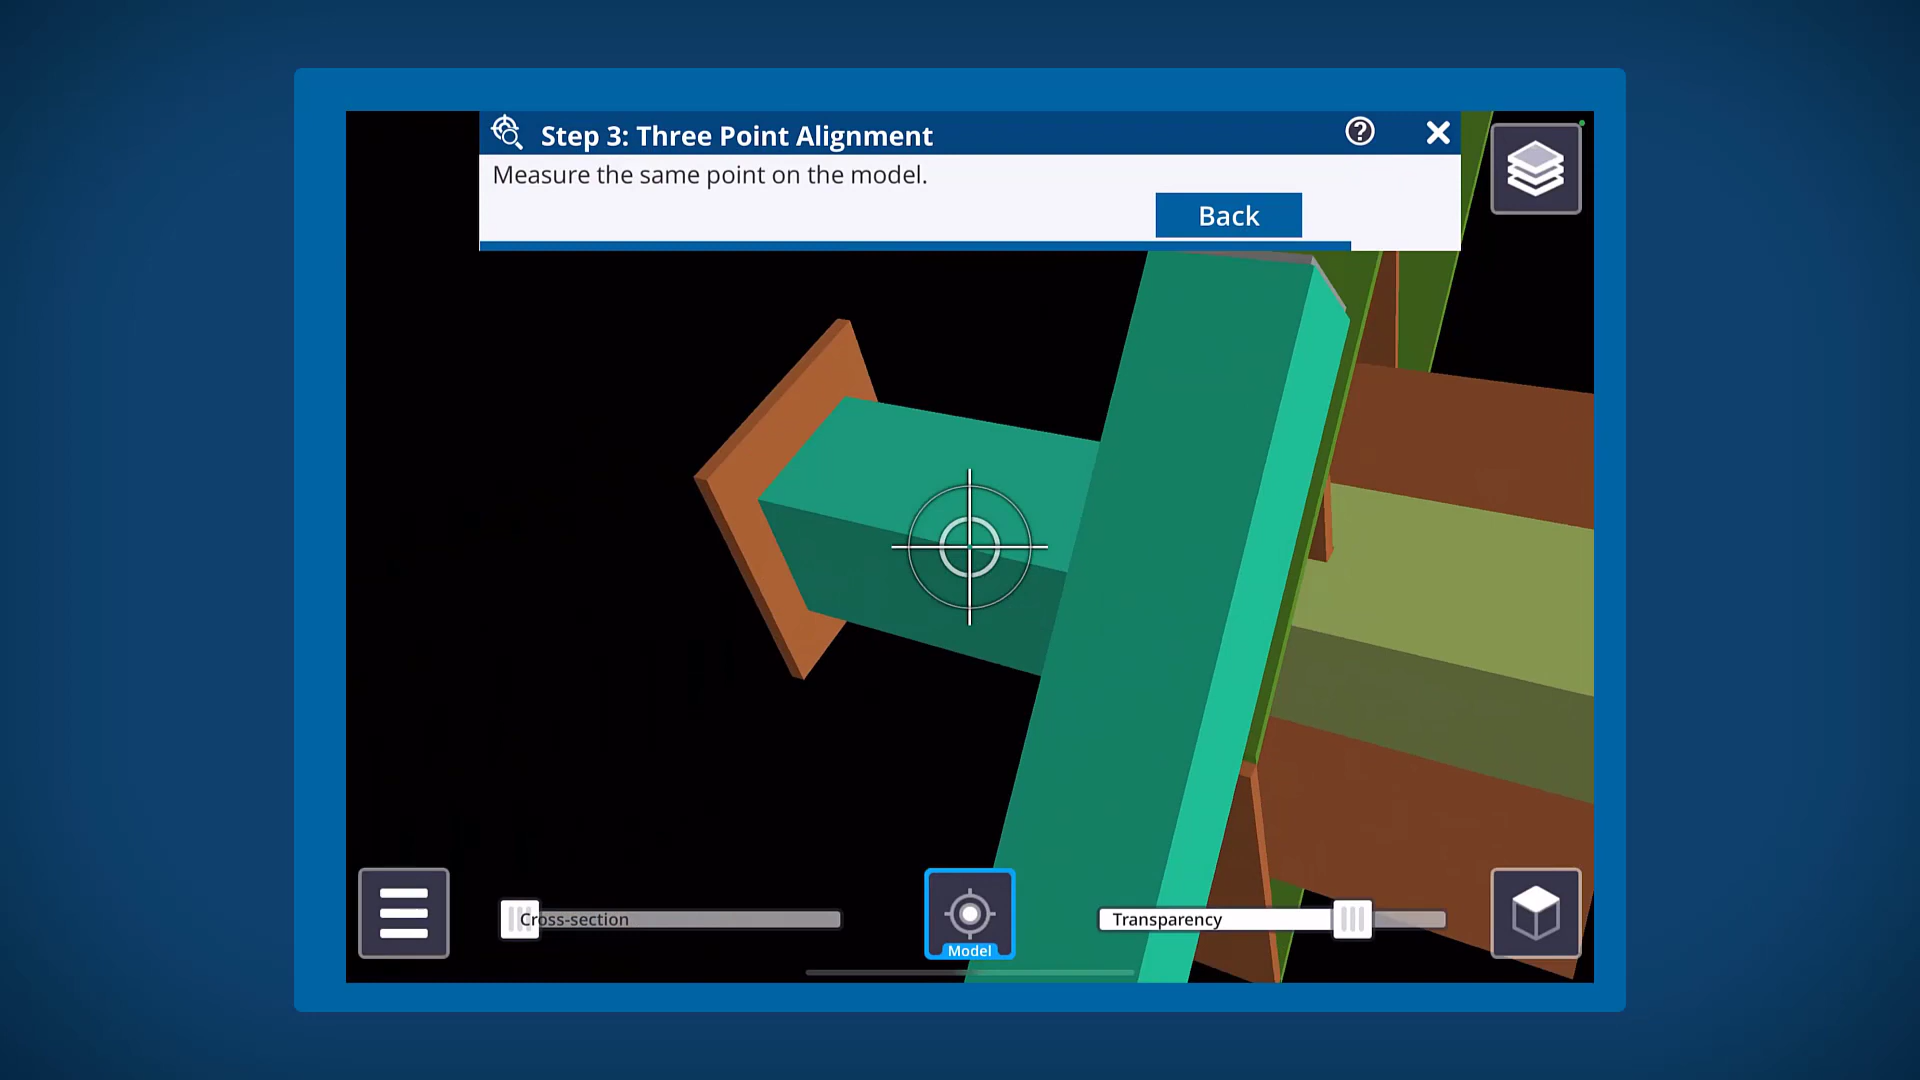 Step 3: Three Point Alignment
Measure the same point on the model.
Back
Cross-section
Model
Transparency